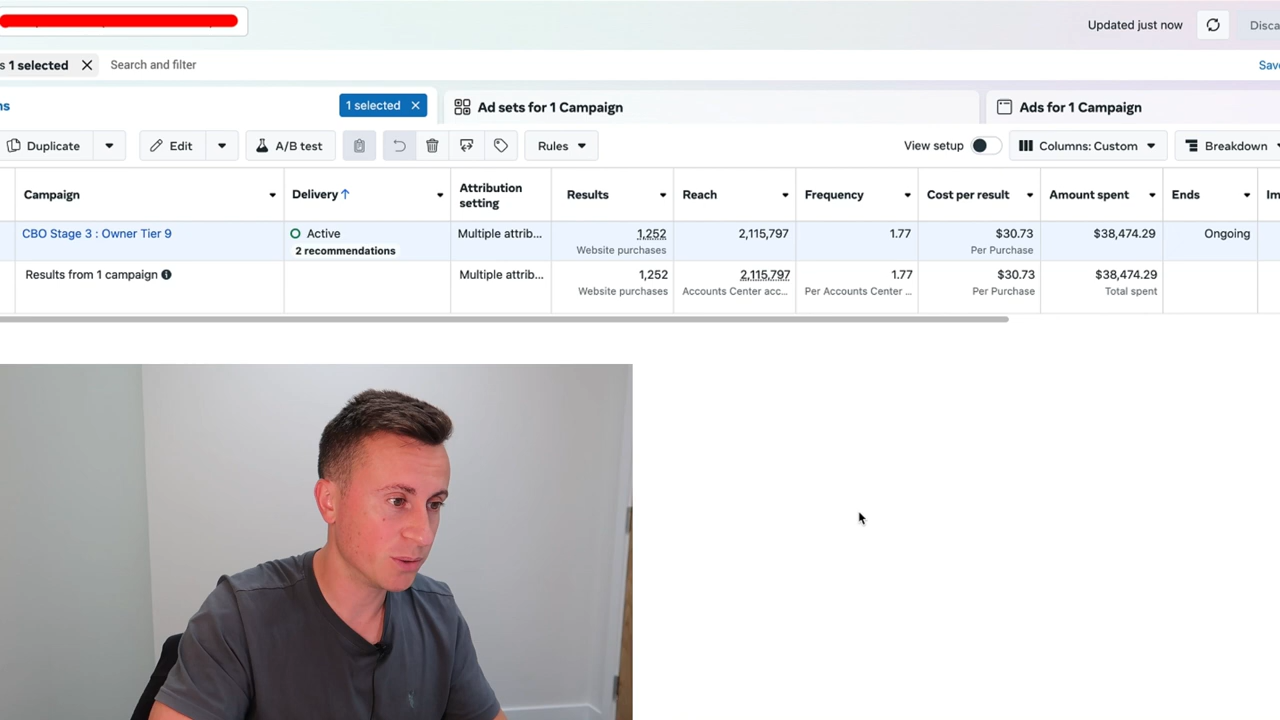 Updated just now
Disca
s 1 selected
Search and filter
Save
ns
1 selected
Ad sets for 1 Campaign
Ads for 1 Campaign
Duplicate
Edit
A/B test
Rules
View setup
Columns: Custom
Breakdown
Campaign
Delivery ↑
Attribution
setting
Results
Reach
Frequency
Cost per result
Amount spent
Ends
Im
CBO Stage 3 : Owner Tier 9
Active
2 recommendations
Multiple attrib...
1,252
Website purchases
2,115,797
1.77
$30.73
Per Purchase
$38,474.29
Ongoing
Results from 1 campaign
Multiple attrib...
1,252
Website purchases
2,115,797
Accounts Center acc...
1.77
Per Accounts Center ...
$30.73
Per Purchase
$38,474.29
Total spent